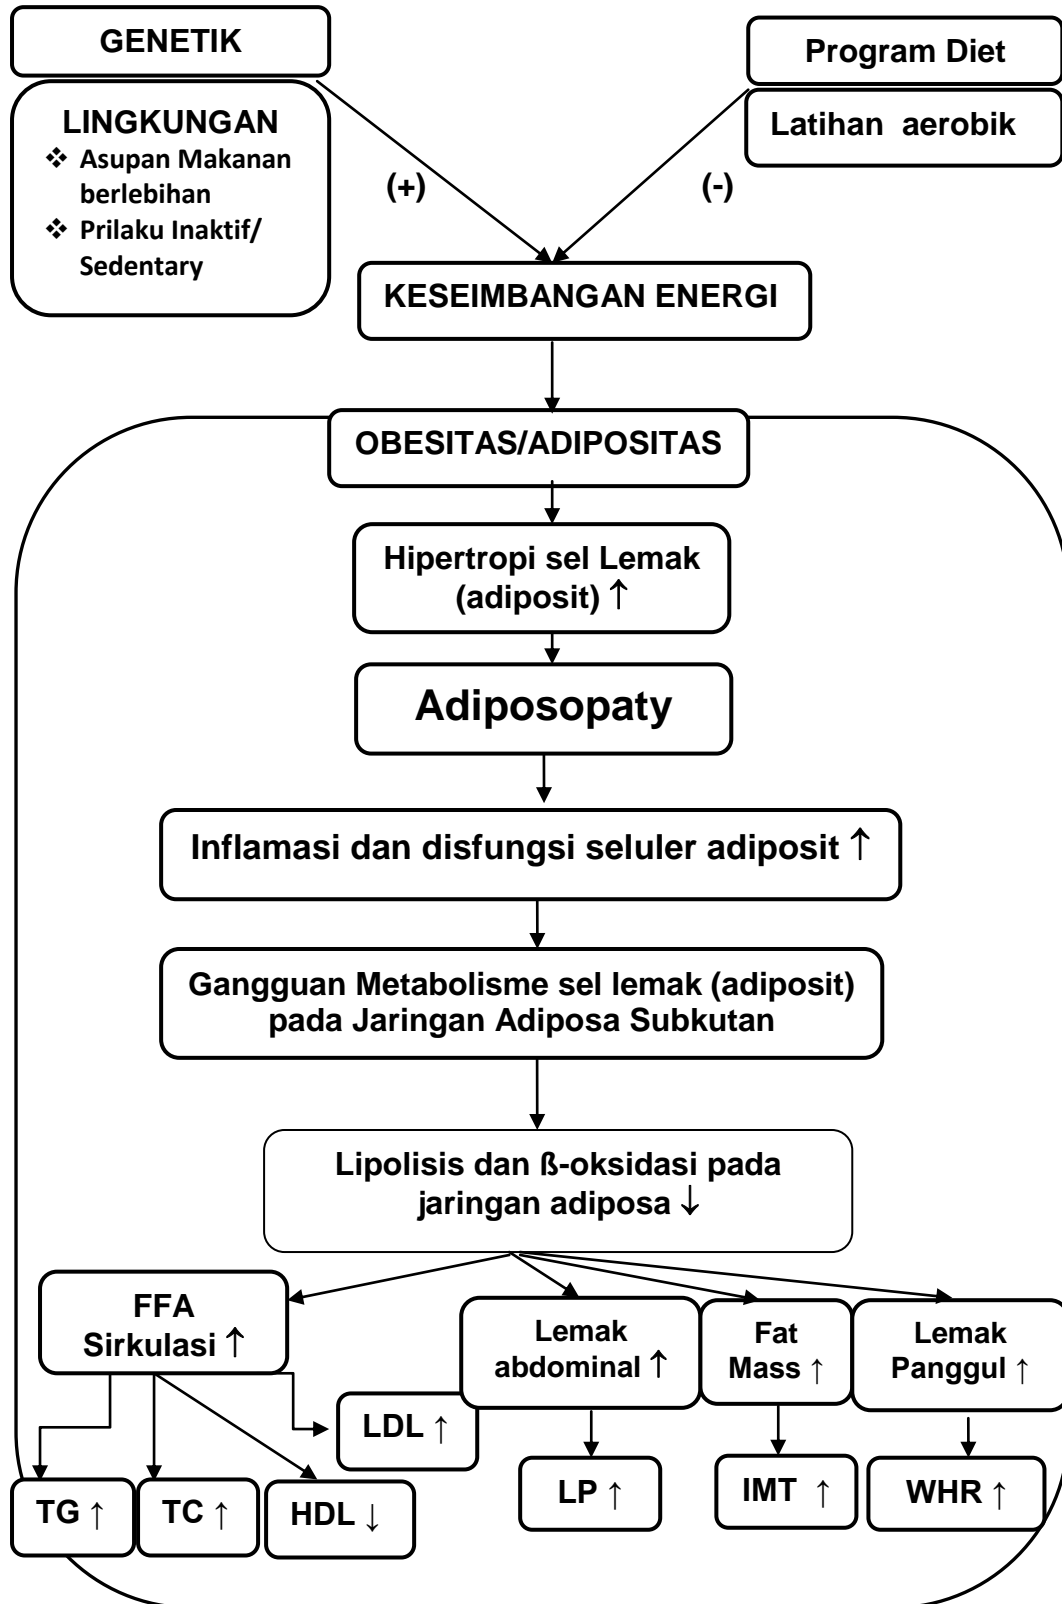 GENETIK
Program Diet
LINGKUNGAN
❖ Asupan Makanan
berlebihan
❖ Prilaku Inaktif/
Sedentary
Latihan aerobik
(+)
(-)
KESEIMBANGAN ENERGI
OBESITAS/ADIPOSITAS
Hipertropi sel Lemak
(adiposit) ↑
Adiposopaty
Inflamasi dan disfungsi seluler adiposit ↑
Gangguan Metabolisme sel lemak (adiposit)
pada Jaringan Adiposa Subkutan
Lipolisis dan ß-oksidasi pada
jaringan adiposa ↓
FFA
Sirkulasi ↑
Lemak
abdominal ↑
Fat
Mass ↑
Lemak
Panggul ↑
LDL ↑
TG ↑
TC ↑
HDL ↓
LP ↑
IMT ↑
WHR ↑